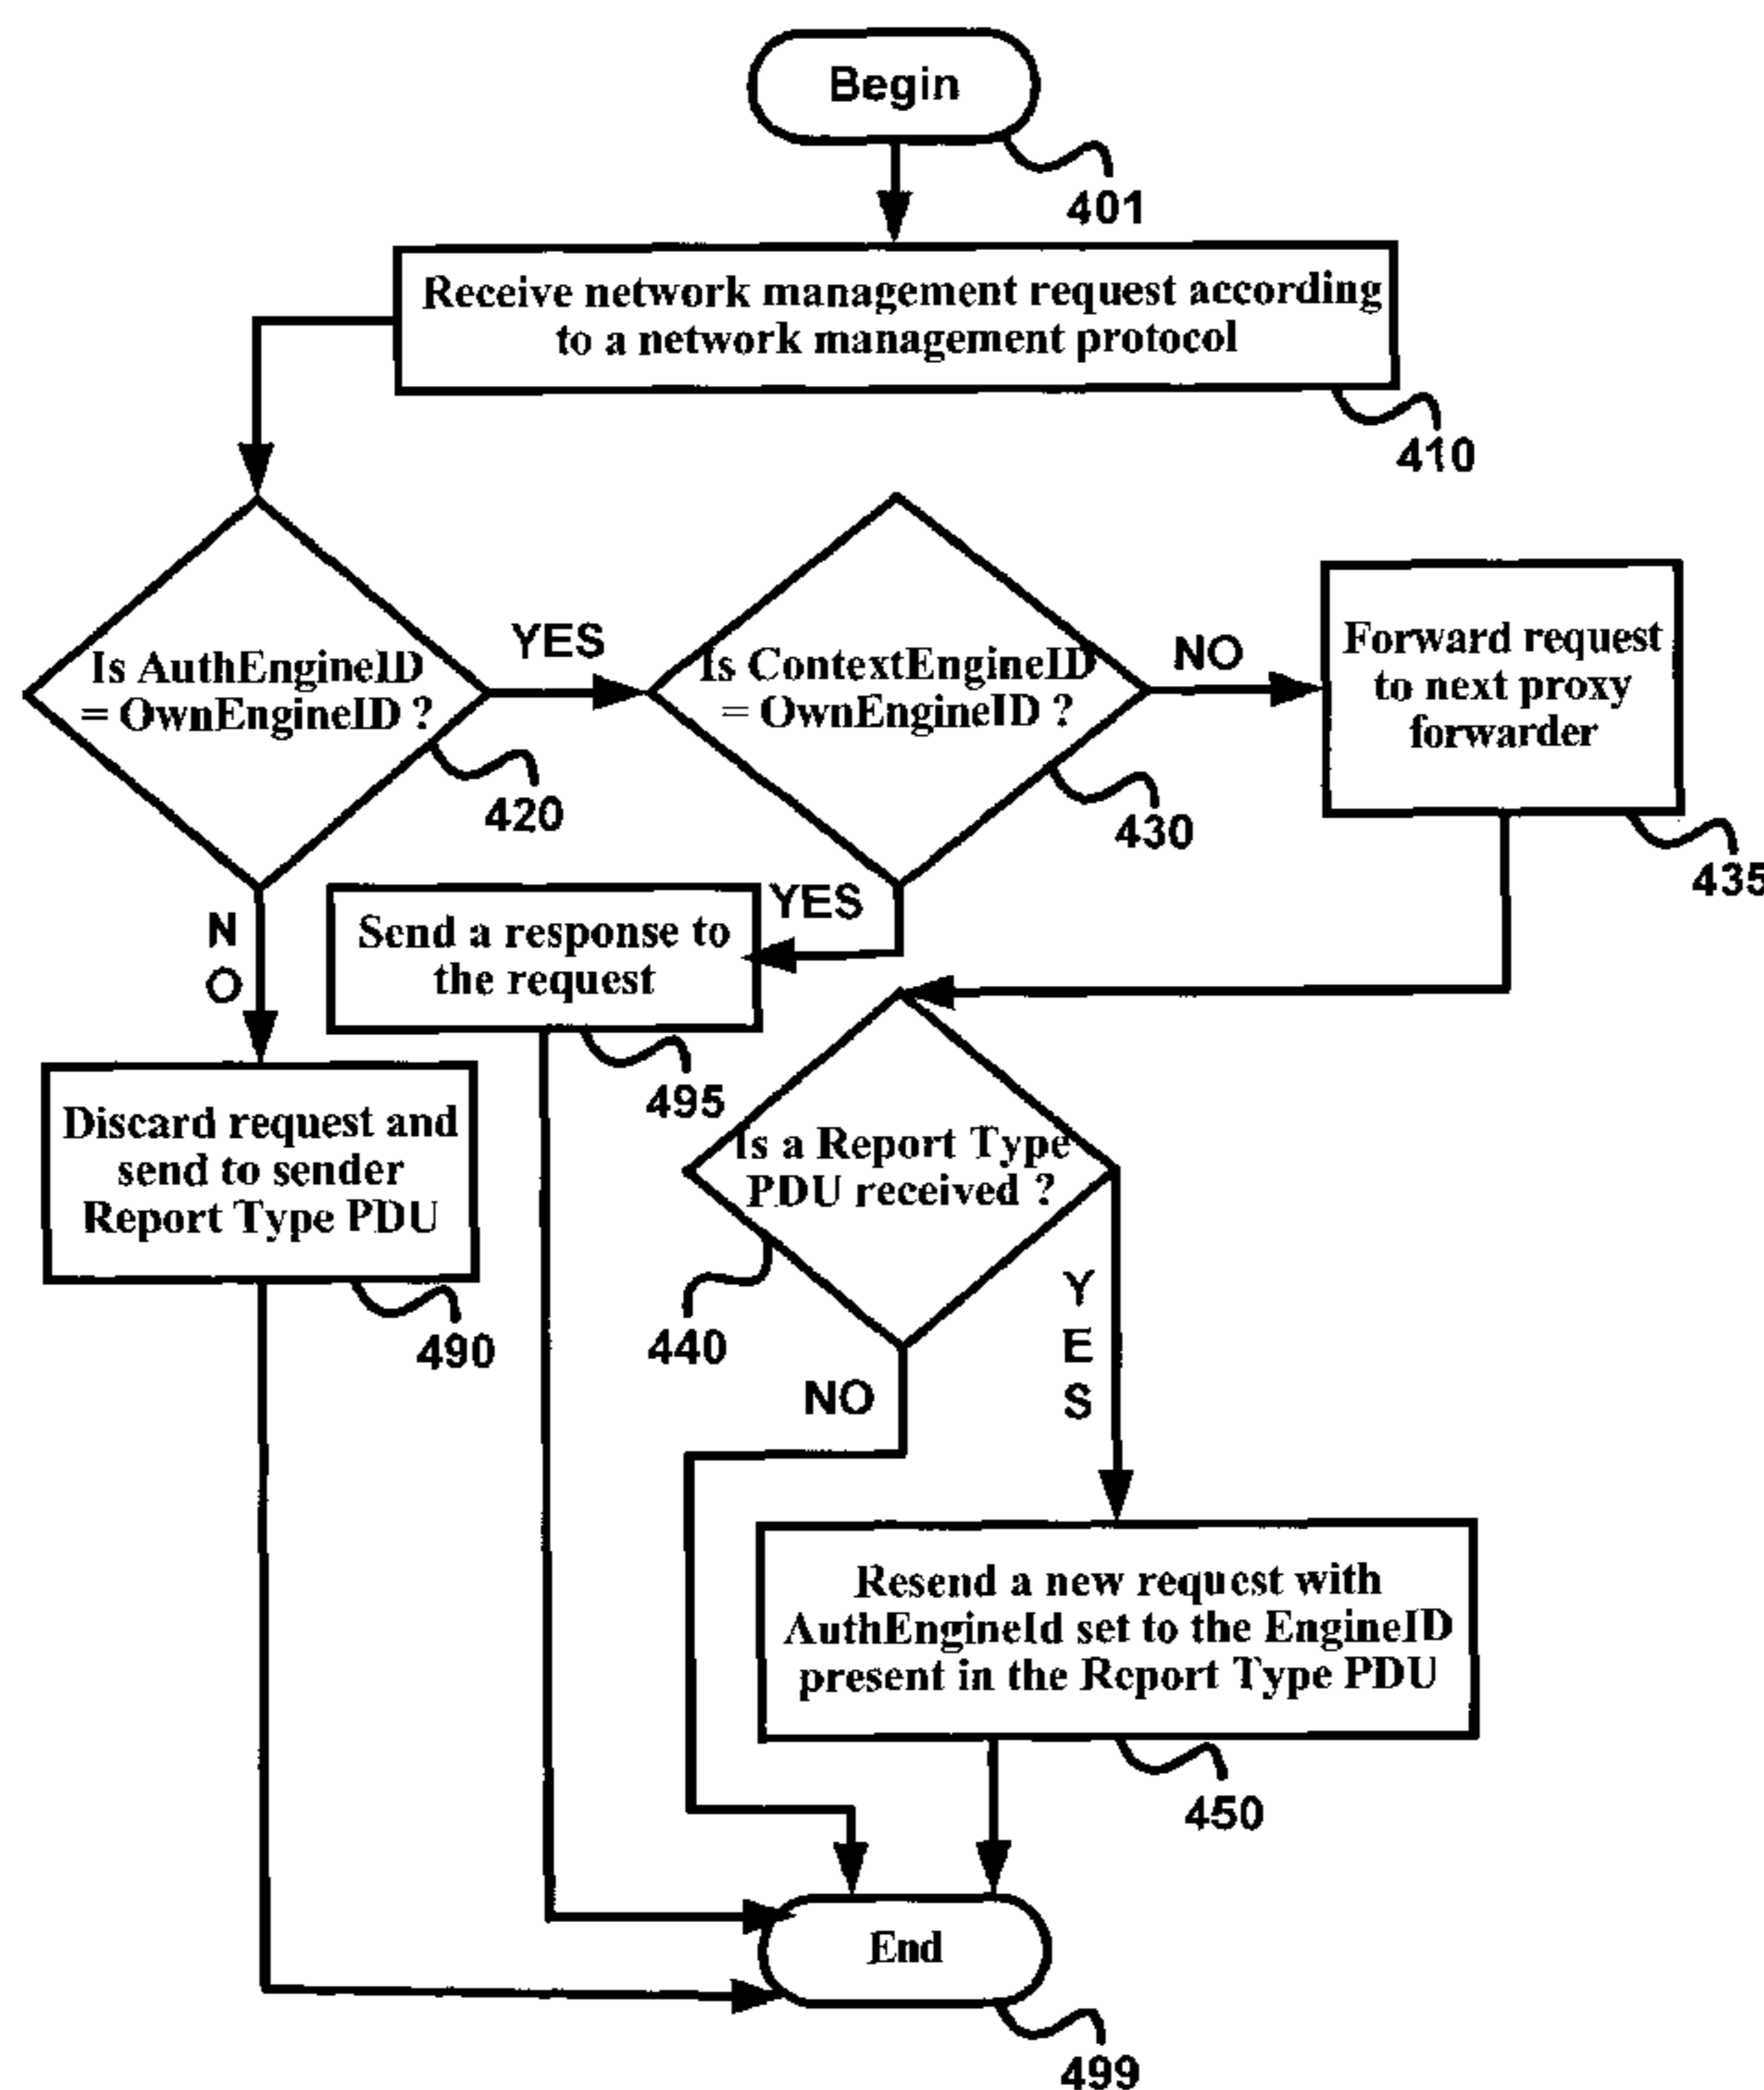 Begin
401
Receive network management request according
to a network management protocol
410
Is AuthEngineID
= OwnEngineID ?
420
YES
Is ContextEngineID
= OwnEngineID ?
430
NO
Forward request
to next proxy
forwarder
435
NO
YES
Send a response to
the request
495
Discard request and
send to sender
Report Type PDU
490
Is a Report Type
PDU received ?
440
NO
YES
Resend a new request with
AuthEngineId set to the EngineID
present in the Report Type PDU
450
End
499